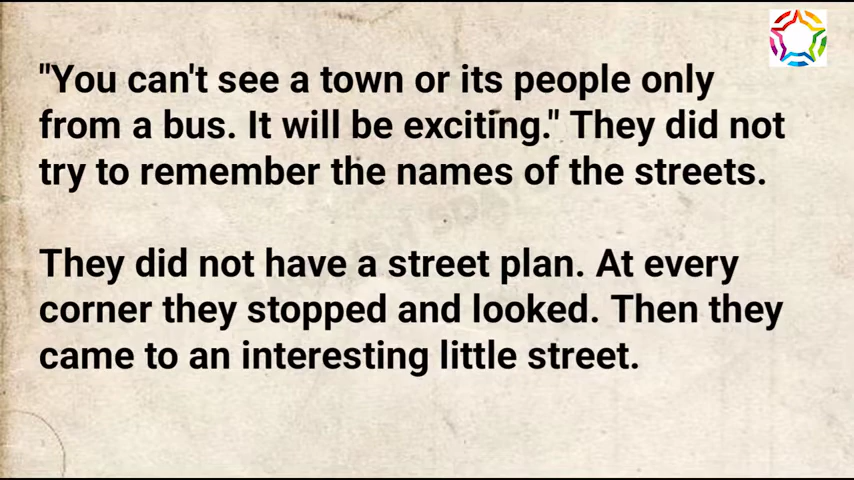 "You can't see a town or its people only
from a bus. It will be exciting." They did not
try to remember the names of the streets.
They did not have a street plan. At every
corner they stopped and looked. Then they
came to an interesting little street.